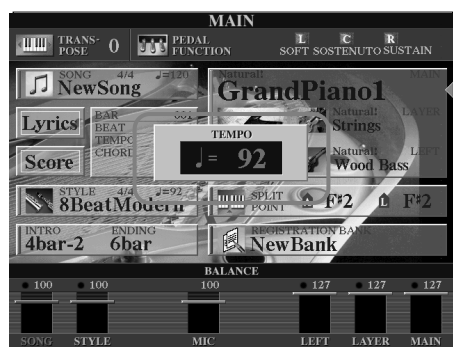 MAIN
TRANS-
POSE 0
PEDAL
FUNCTION
L C R
SOFT SOSTENUTO SUSTAIN
SONG 4/4 ♩=120
NewSong
Natural! MAIN
GrandPiano1
Lyrics
BAR 001
BEAT
TEMPO
CHORD
Natural! LAYER
Strings
TEMPO
♩= 92
Score
Natural! LEFT
Wood Bass
STYLE 4/4 ♩=92
8BeatModern
SPLIT
POINT
F♯2
L F♯2
INTRO ENDING
4bar-2 6bar
REGISTRATION BANK
NewBank
BALANCE
100 100 100 127 127 127
SONG STYLE MIC LEFT LAYER MAIN